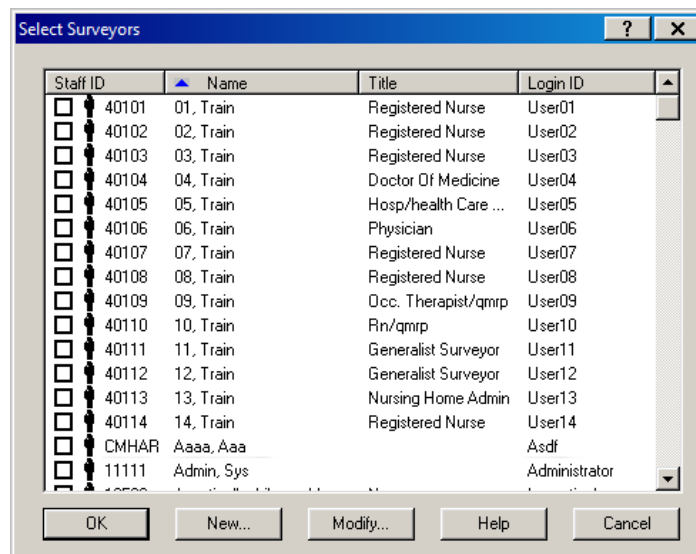 Select Surveyors
Staff ID Name Title Login ID
40101 01, Train Registered Nurse User01
40102 02, Train Registered Nurse User02
40103 03, Train Registered Nurse User03
40104 04, Train Doctor Of Medicine User04
40105 05, Train Hosp/health Care ... User05
40106 06, Train Physician User06
40107 07, Train Registered Nurse User07
40108 08, Train Registered Nurse User08
40109 09, Train Occ. Therapist/qmrp User09
40110 10, Train Rn/qmrp User10
40111 11, Train Generalist Surveyor User11
40112 12, Train Generalist Surveyor User12
40113 13, Train Nursing Home Admin User13
40114 14, Train Registered Nurse User14
CMHAR Aaaa, Aaa Asdf
11111 Admin, Sys Administrator
OK New... Modify... Help Cancel